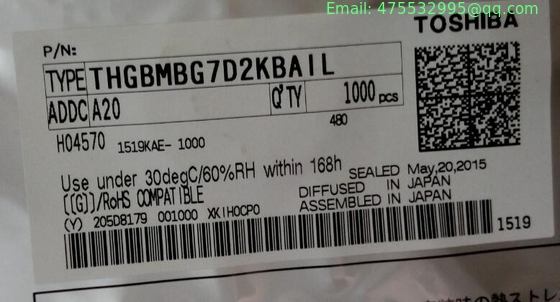 Email: 475532995@qq.com
TOSHIBA
P/N:
TYPE THGBMBG7D2KBAIL
ADDC A20 Q'TY 1000 pcs
480
H04570 1519KAE- 1000
Use under 30degC/60%RH within 168h
SEALED May,20,2015
[[G]]/RoHS COMPATIBLE
DIFFUSED IN JAPAN
(Y) 205D8179 001000 XKIHOCPO
ASSEMBLED IN JAPAN
1519